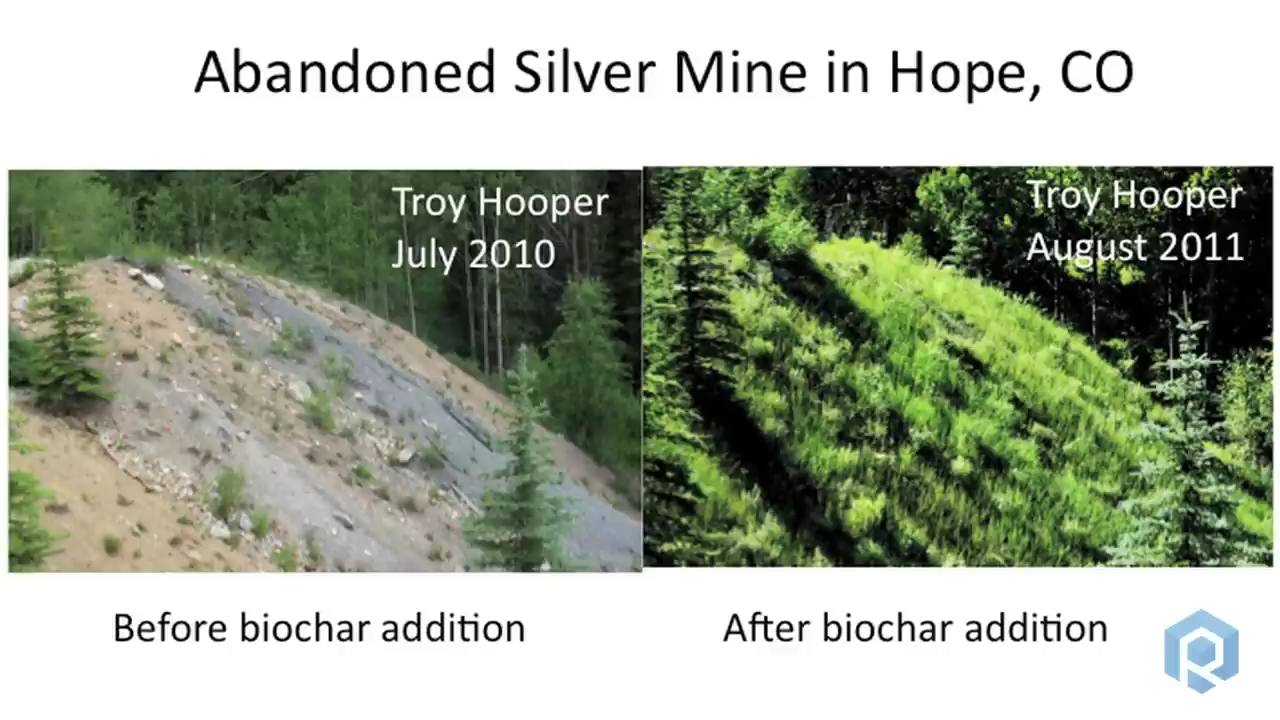 Abandoned Silver Mine in Hope, CO
Troy Hooper
July 2010
Troy Hooper
August 2011
Before biochar addition
After biochar addition